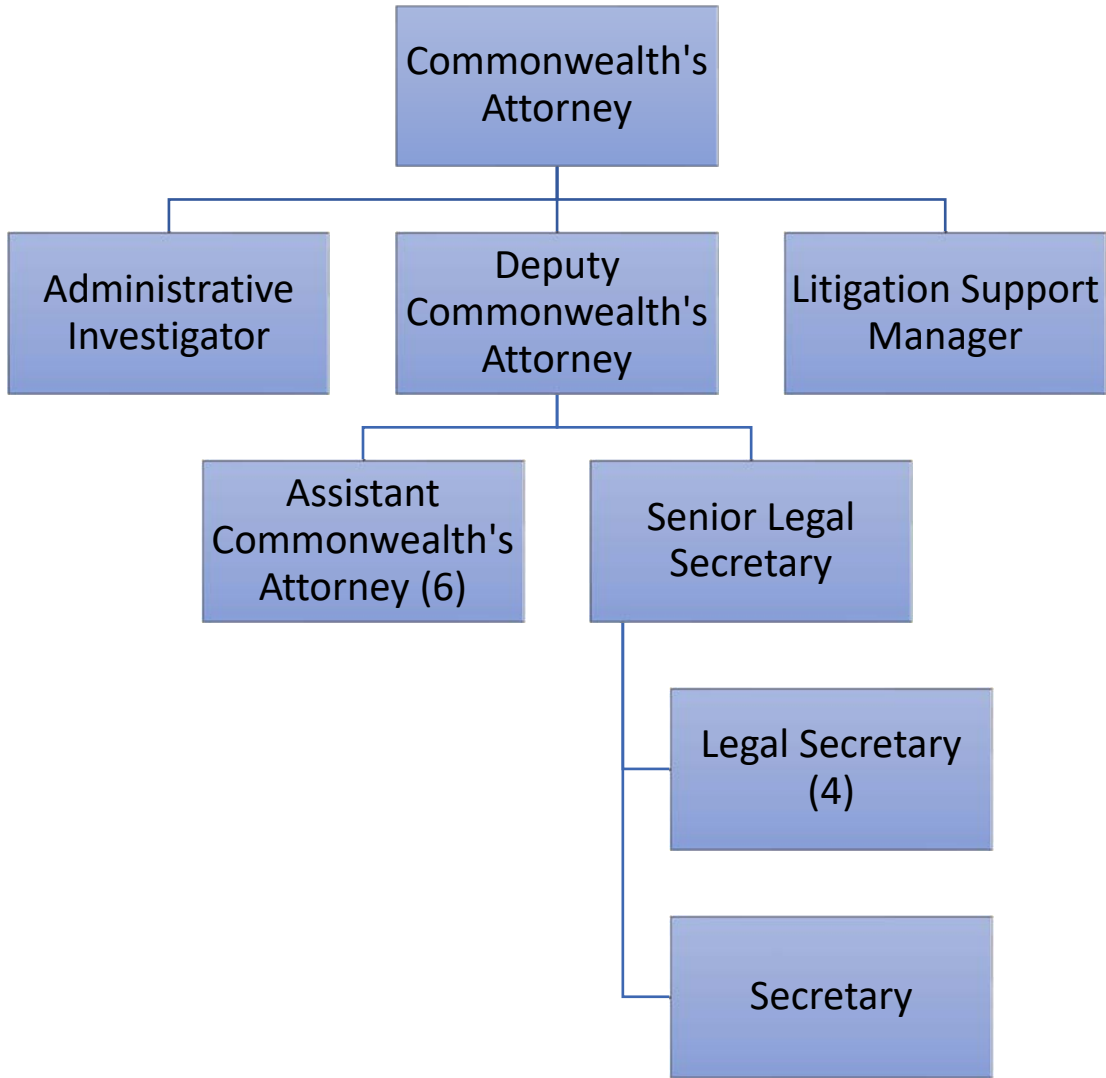 Commonwealth's
Attorney
Administrative
Investigator
Deputy
Commonwealth's
Attorney
Litigation Support
Manager
Assistant
Commonwealth's
Attorney (6)
Senior Legal
Secretary
Legal Secretary
(4)
Secretary